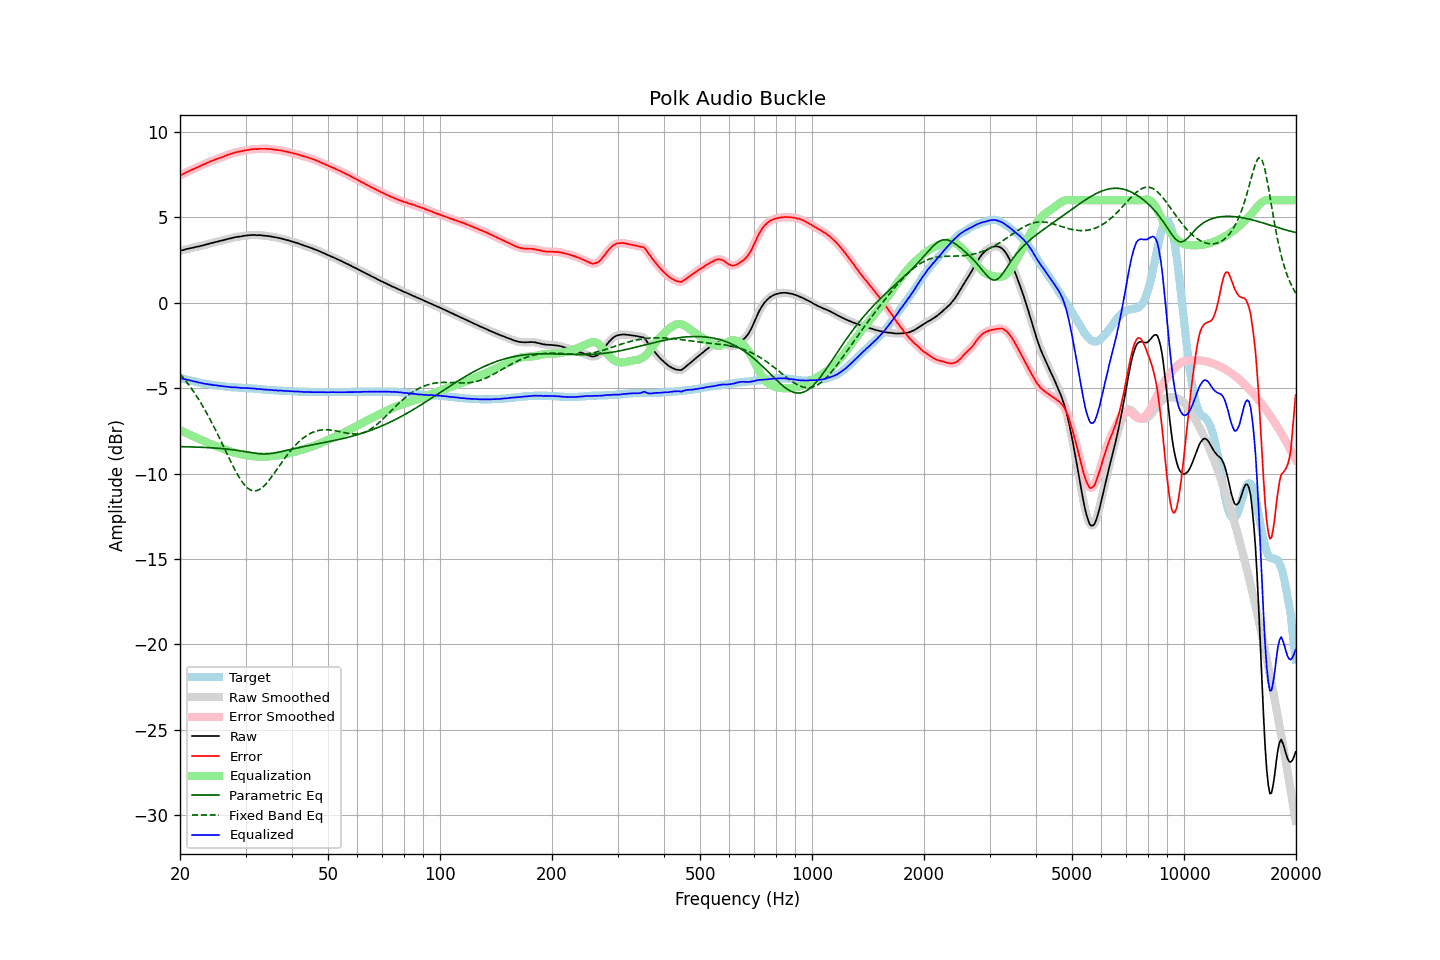 Polk Audio Buckle
10
5
0
−5
−10
−15
−20
−25
−30
Amplitude (dBr)
Target
Raw Smoothed
Error Smoothed
Raw
Error
Equalization
Parametric Eq
Fixed Band Eq
Equalized
20 50 100 200 500 1000 2000 5000 10000 20000
Frequency (Hz)